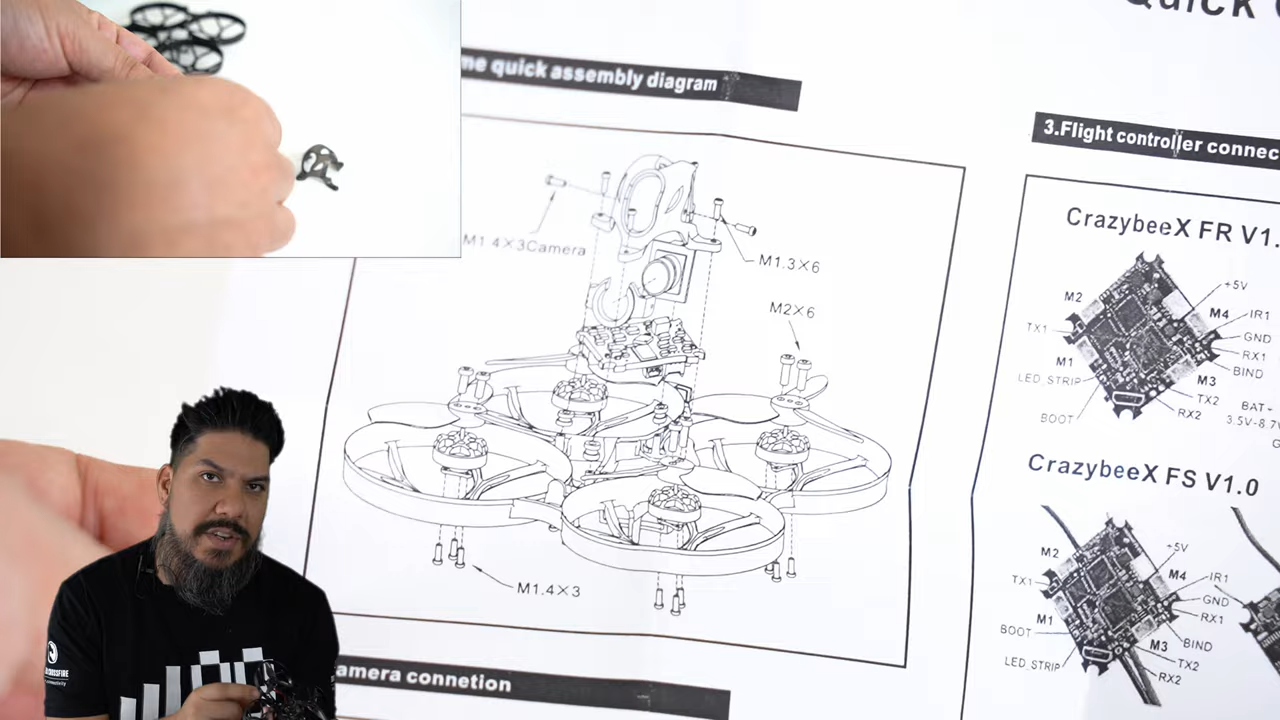 Quick
me quick assembly diagram
M1.4×3Camera
M1.3×6
M2×6
M1.4×3
amera connetion
3.Flight controller connec
CrazybeeX FR V1.
+5V
M2
M4
IR1
TX1
GND
RX1
M1
BIND
LED STRIP
M3
TX2
BOOT
RX2
BAT-
3.5V-8.7V
CrazybeeX FS V1.0
+5V
M2
M4
IR1
TX1
GND
RX1
M1
BOOT
BIND
M3
LED STRIP
TX2
RX2